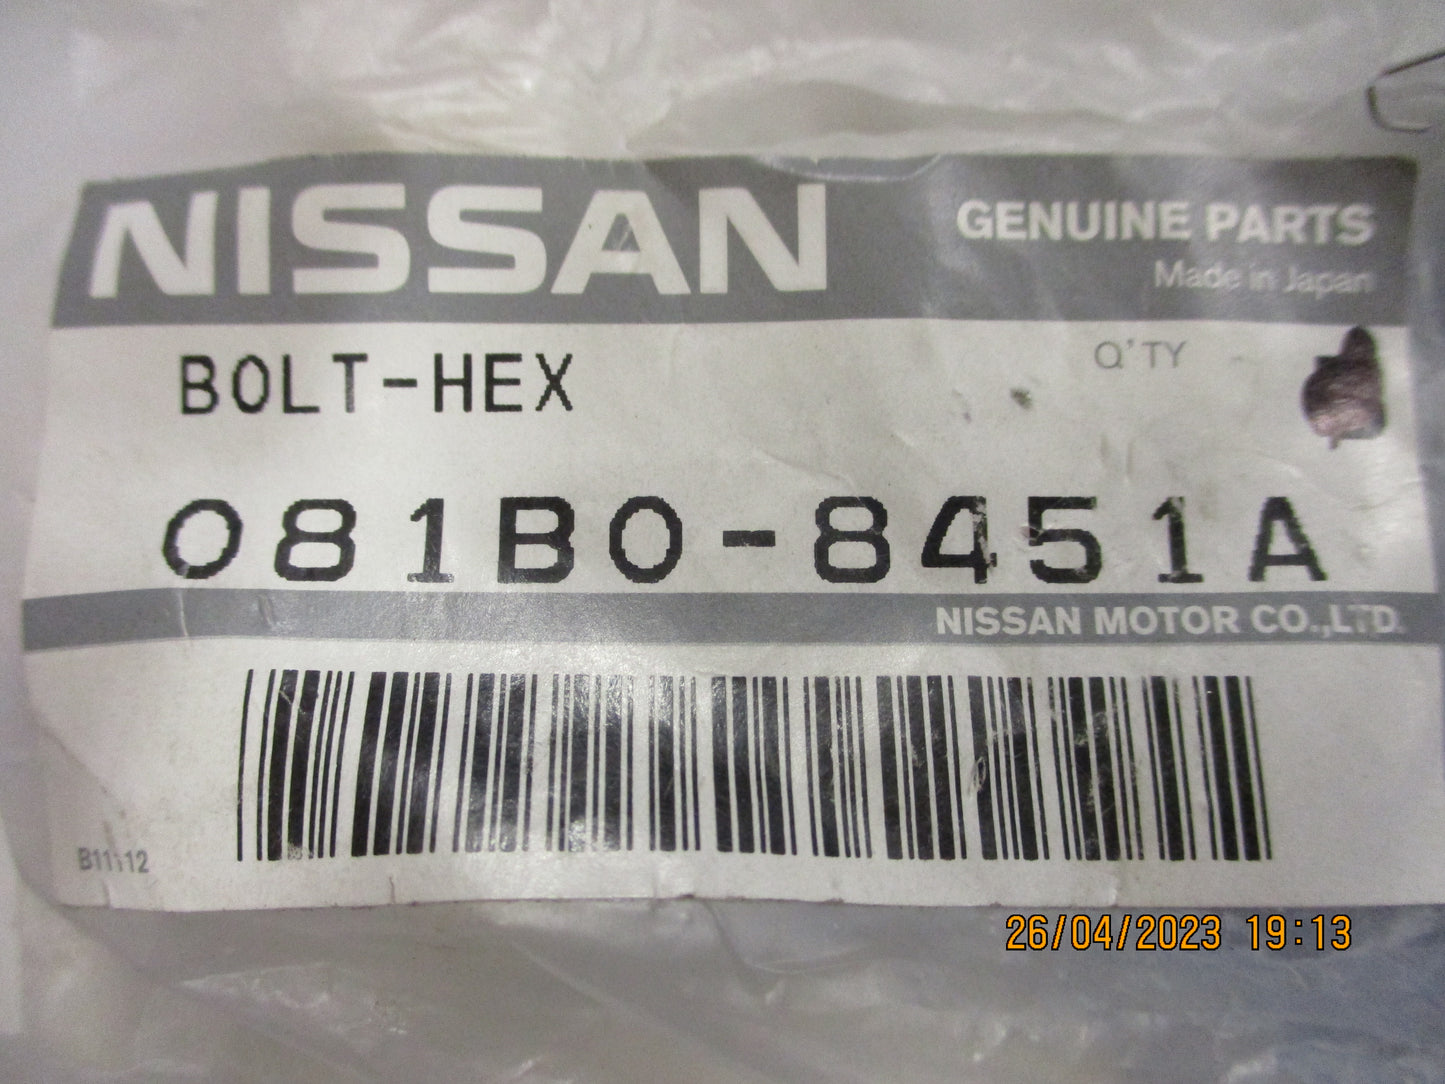 NISSAN
GENUINE PARTS
Made in Japan
BOLT-HEX
Q'TY
081B0-8451A
NISSAN MOTOR CO.,LTD.
B11112
26/04/2023 19:13